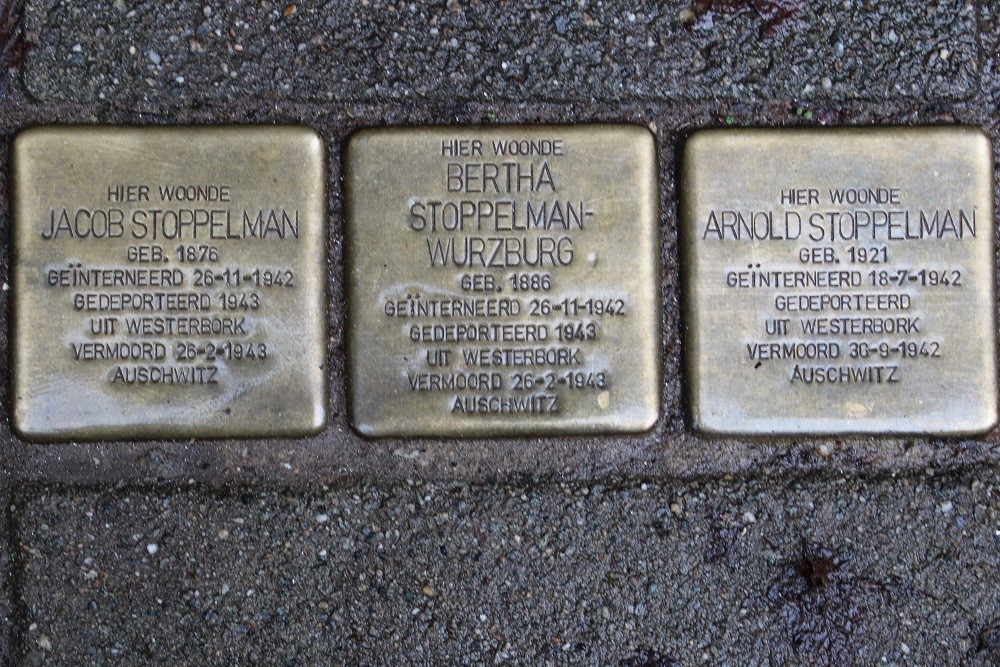 HIER WOONDE
JACOB STOPPELMAN
GEB. 1876
GEÏNTERNEERD 26-11-1942
GEDEPORTEERD 1943
UIT WESTERBORK
VERMOORD 26-2-1943
AUSCHWITZ
HIER WOONDE
BERTHA
STOPPELMAN-
WURZBURG
GEB. 1886
GEÏNTERNEERD 26-11-1942
GEDEPORTEERD 1943
UIT WESTERBORK
VERMOORD 26-2-1943
AUSCHWITZ
HIER WOONDE
ARNOLD STOPPELMAN
GEB. 1921
GEÏNTERNEERD 18-7-1942
GEDEPORTEERD
UIT WESTERBORK
VERMOORD 30-9-1942
AUSCHWITZ